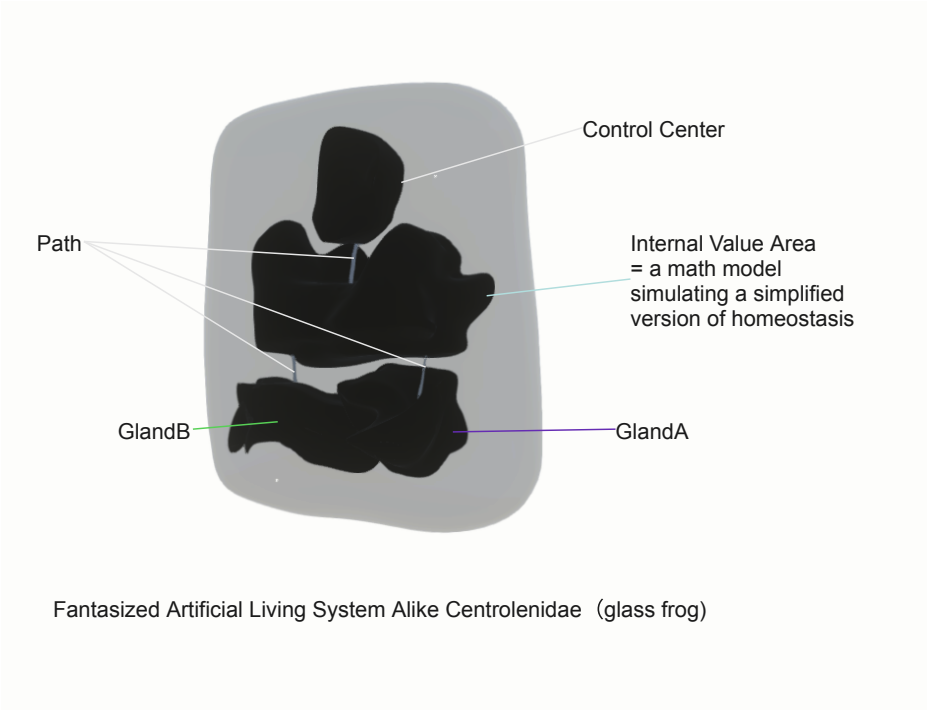 Control Center
Path
Internal Value Area
= a math model
simulating a simplified
version of homeostasis
GlandB
GlandA
Fantasized Artificial Living System Alike Centrolenidae（glass frog)